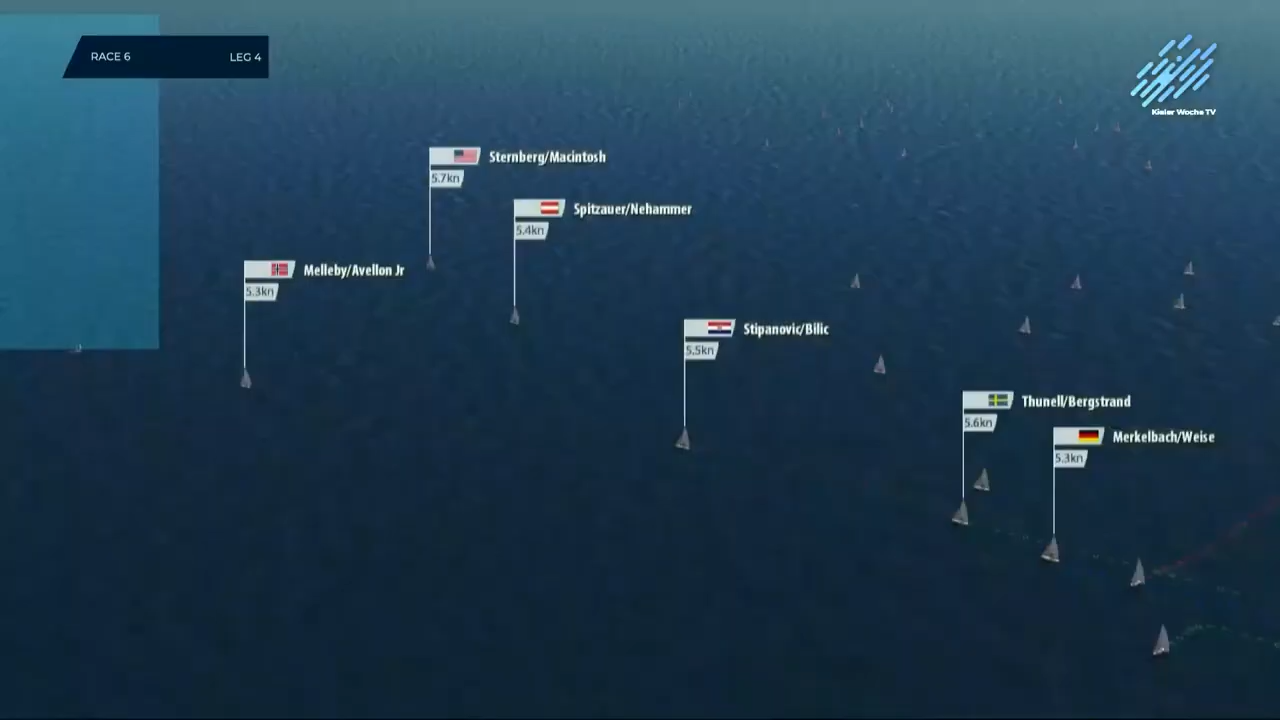 RACE 6 LEG 4
Kieler Woche TV
Sternberg/Macintosh
5.7kn
Spitzauer/Nehammer
5.4kn
Melleby/Avellon Jr
5.3kn
Stipanovic/Bilic
5.5kn
Thunell/Bergstrand
5.6kn
Merkelbach/Weise
5.3kn